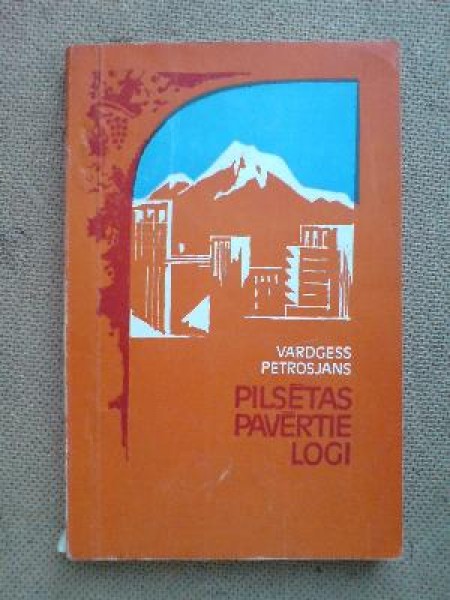 VARDGESS
PETROSJANS
PILSĒTAS
PAVĒRTIE
LOGI